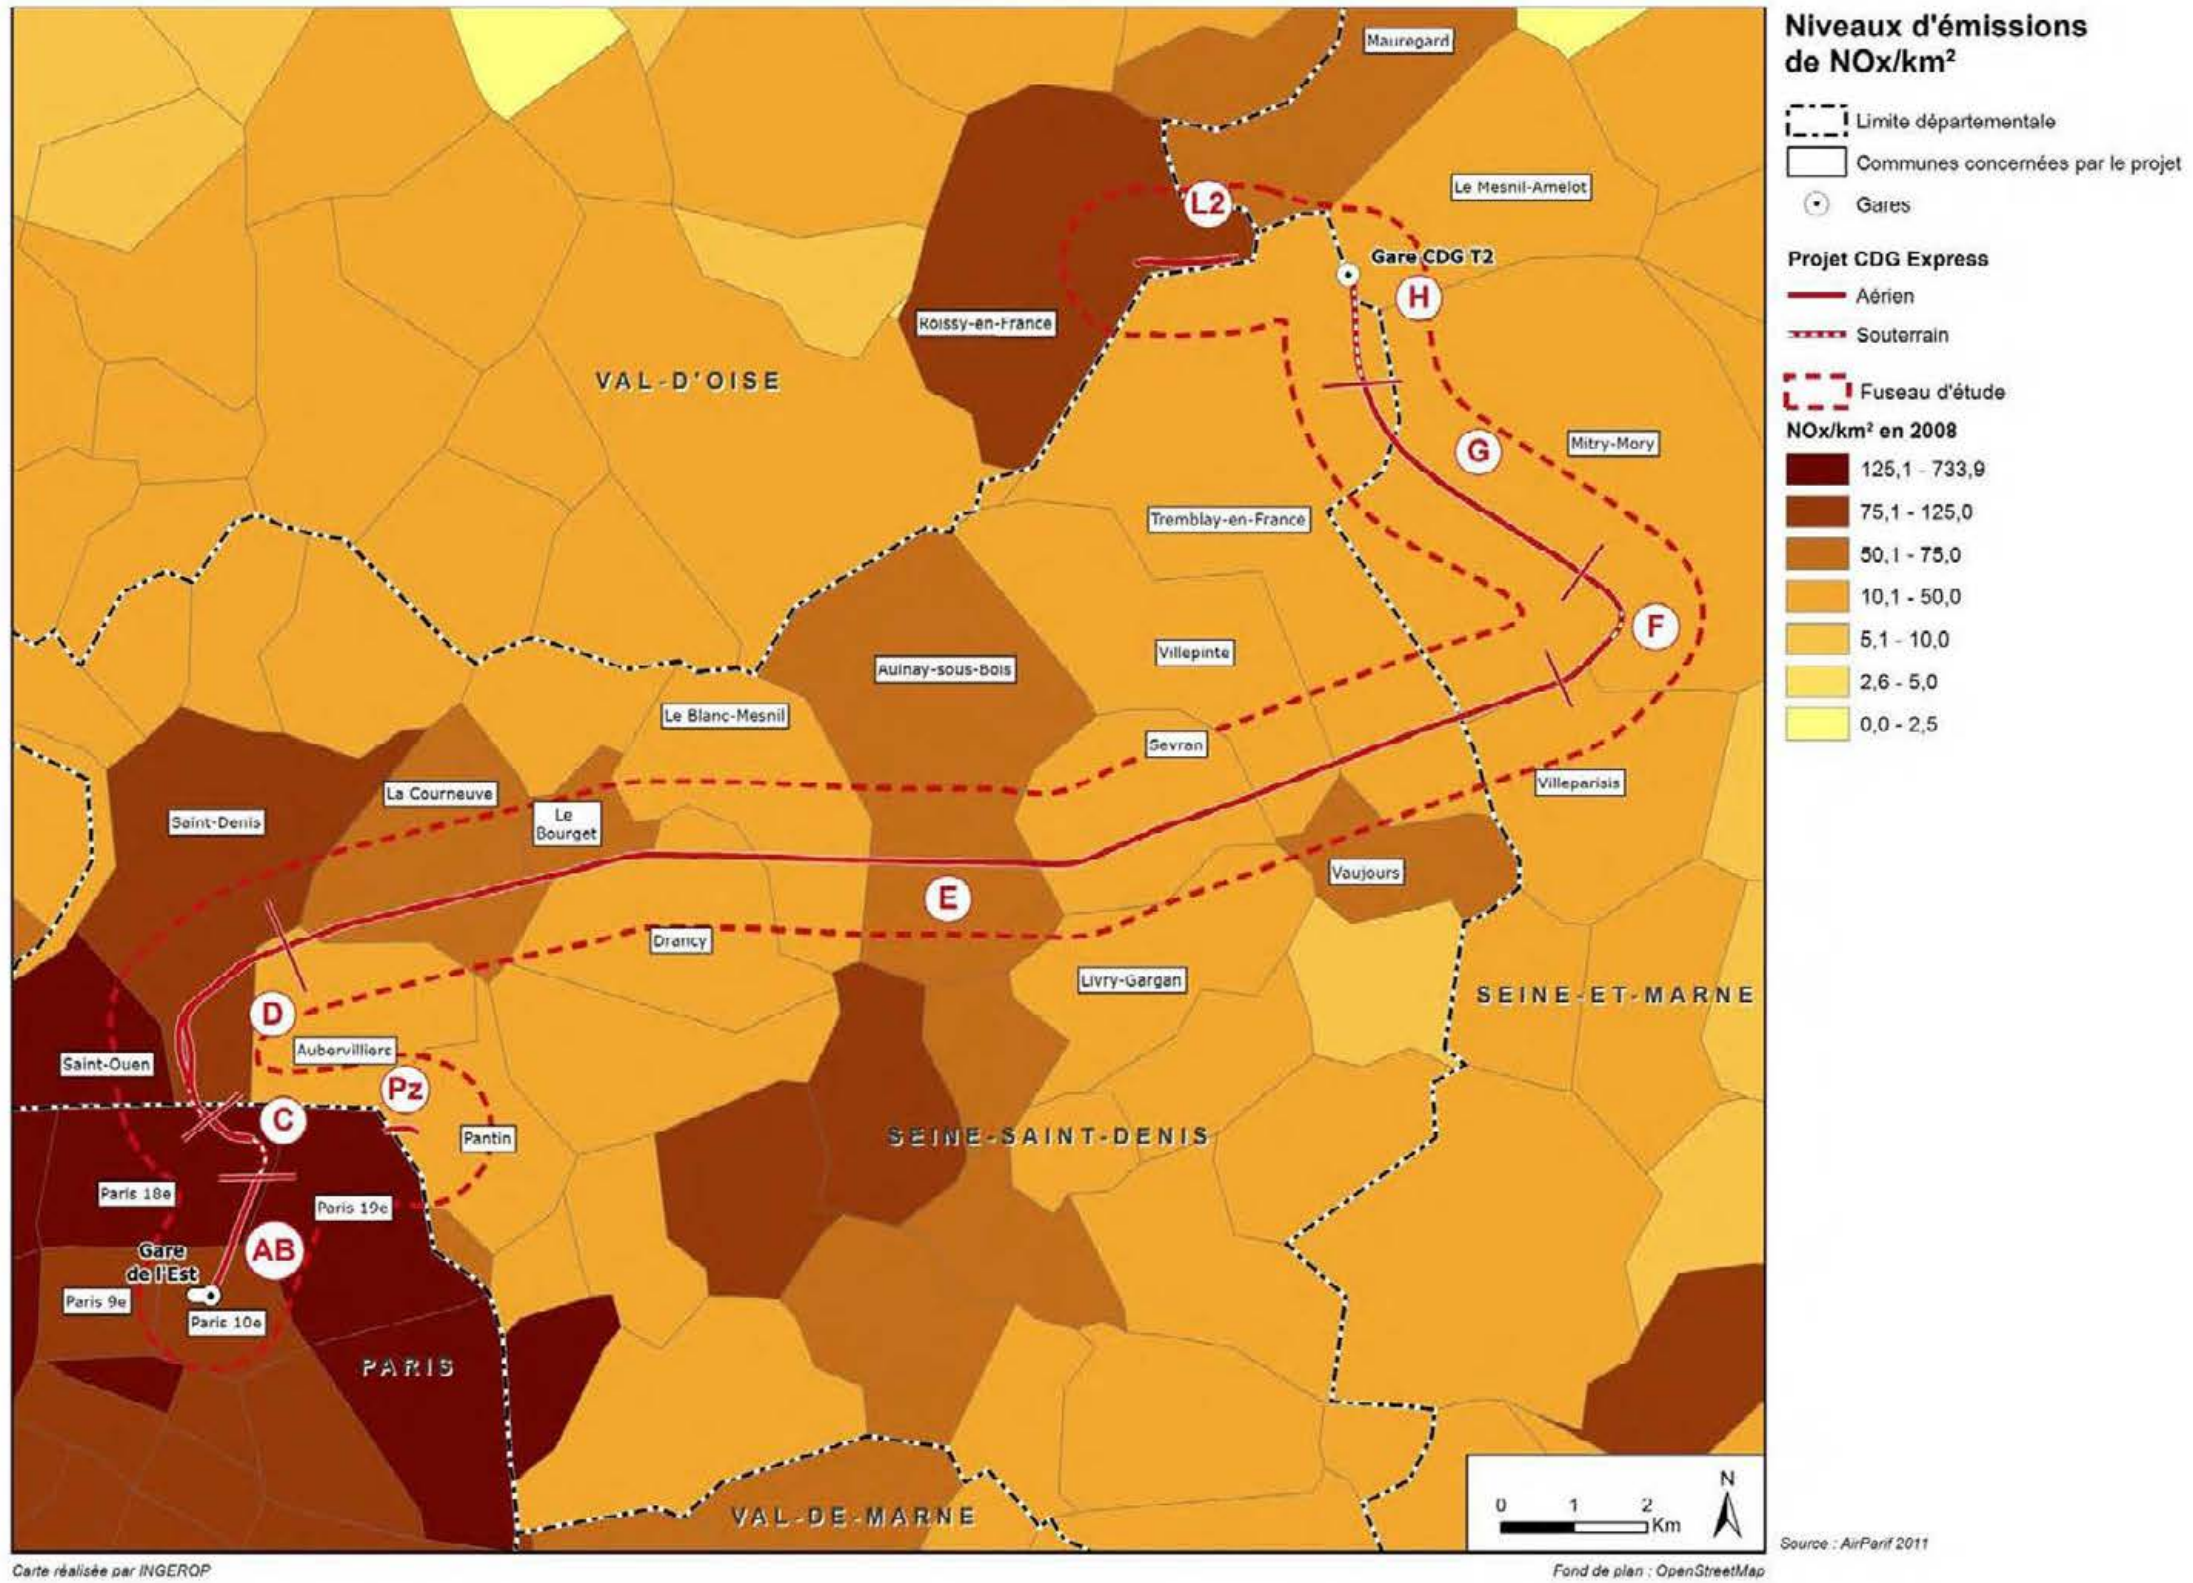 Niveaux d'émissions
de NOx/km²
Limite départementale
Communes concernées par le projet
Gares
Projet CDG Express
Aérien
Souterrain
Fuseau d'étude
NOx/km² en 2008
125,1 - 733,9
75,1 - 125,0
50,1 - 75,0
10,1 - 50,0
5,1 - 10,0
2,6 - 5,0
0,0 - 2,5
Mauregard
Le Mesnil-Amelot
L2
Gare CDG T2
H
Roissy-en-France
VAL-D'OISE
G
Mitry-Mory
Tremblay-en-France
F
Villepinte
Aulnay-sous-Bois
Le Blanc-Mesnil
Sevran
Villeparisis
La Courneuve
Saint-Denis
Le
Bourget
Vaujours
E
Drancy
Livry-Gargan
SEINE-ET-MARNE
D
Aubervilliers
Saint-Ouen
Pz
C
Pantin
SEINE-SAINT-DENIS
Paris 18e
Paris 19e
AB
Gare
de l'Est
Paris 9e
Paris 10e
PARIS
VAL-DE-MARNE
N
0 1 2
Km
Source : AirParif 2011
Carte réalisée par INGEROP
Fond de plan : OpenStreetMap